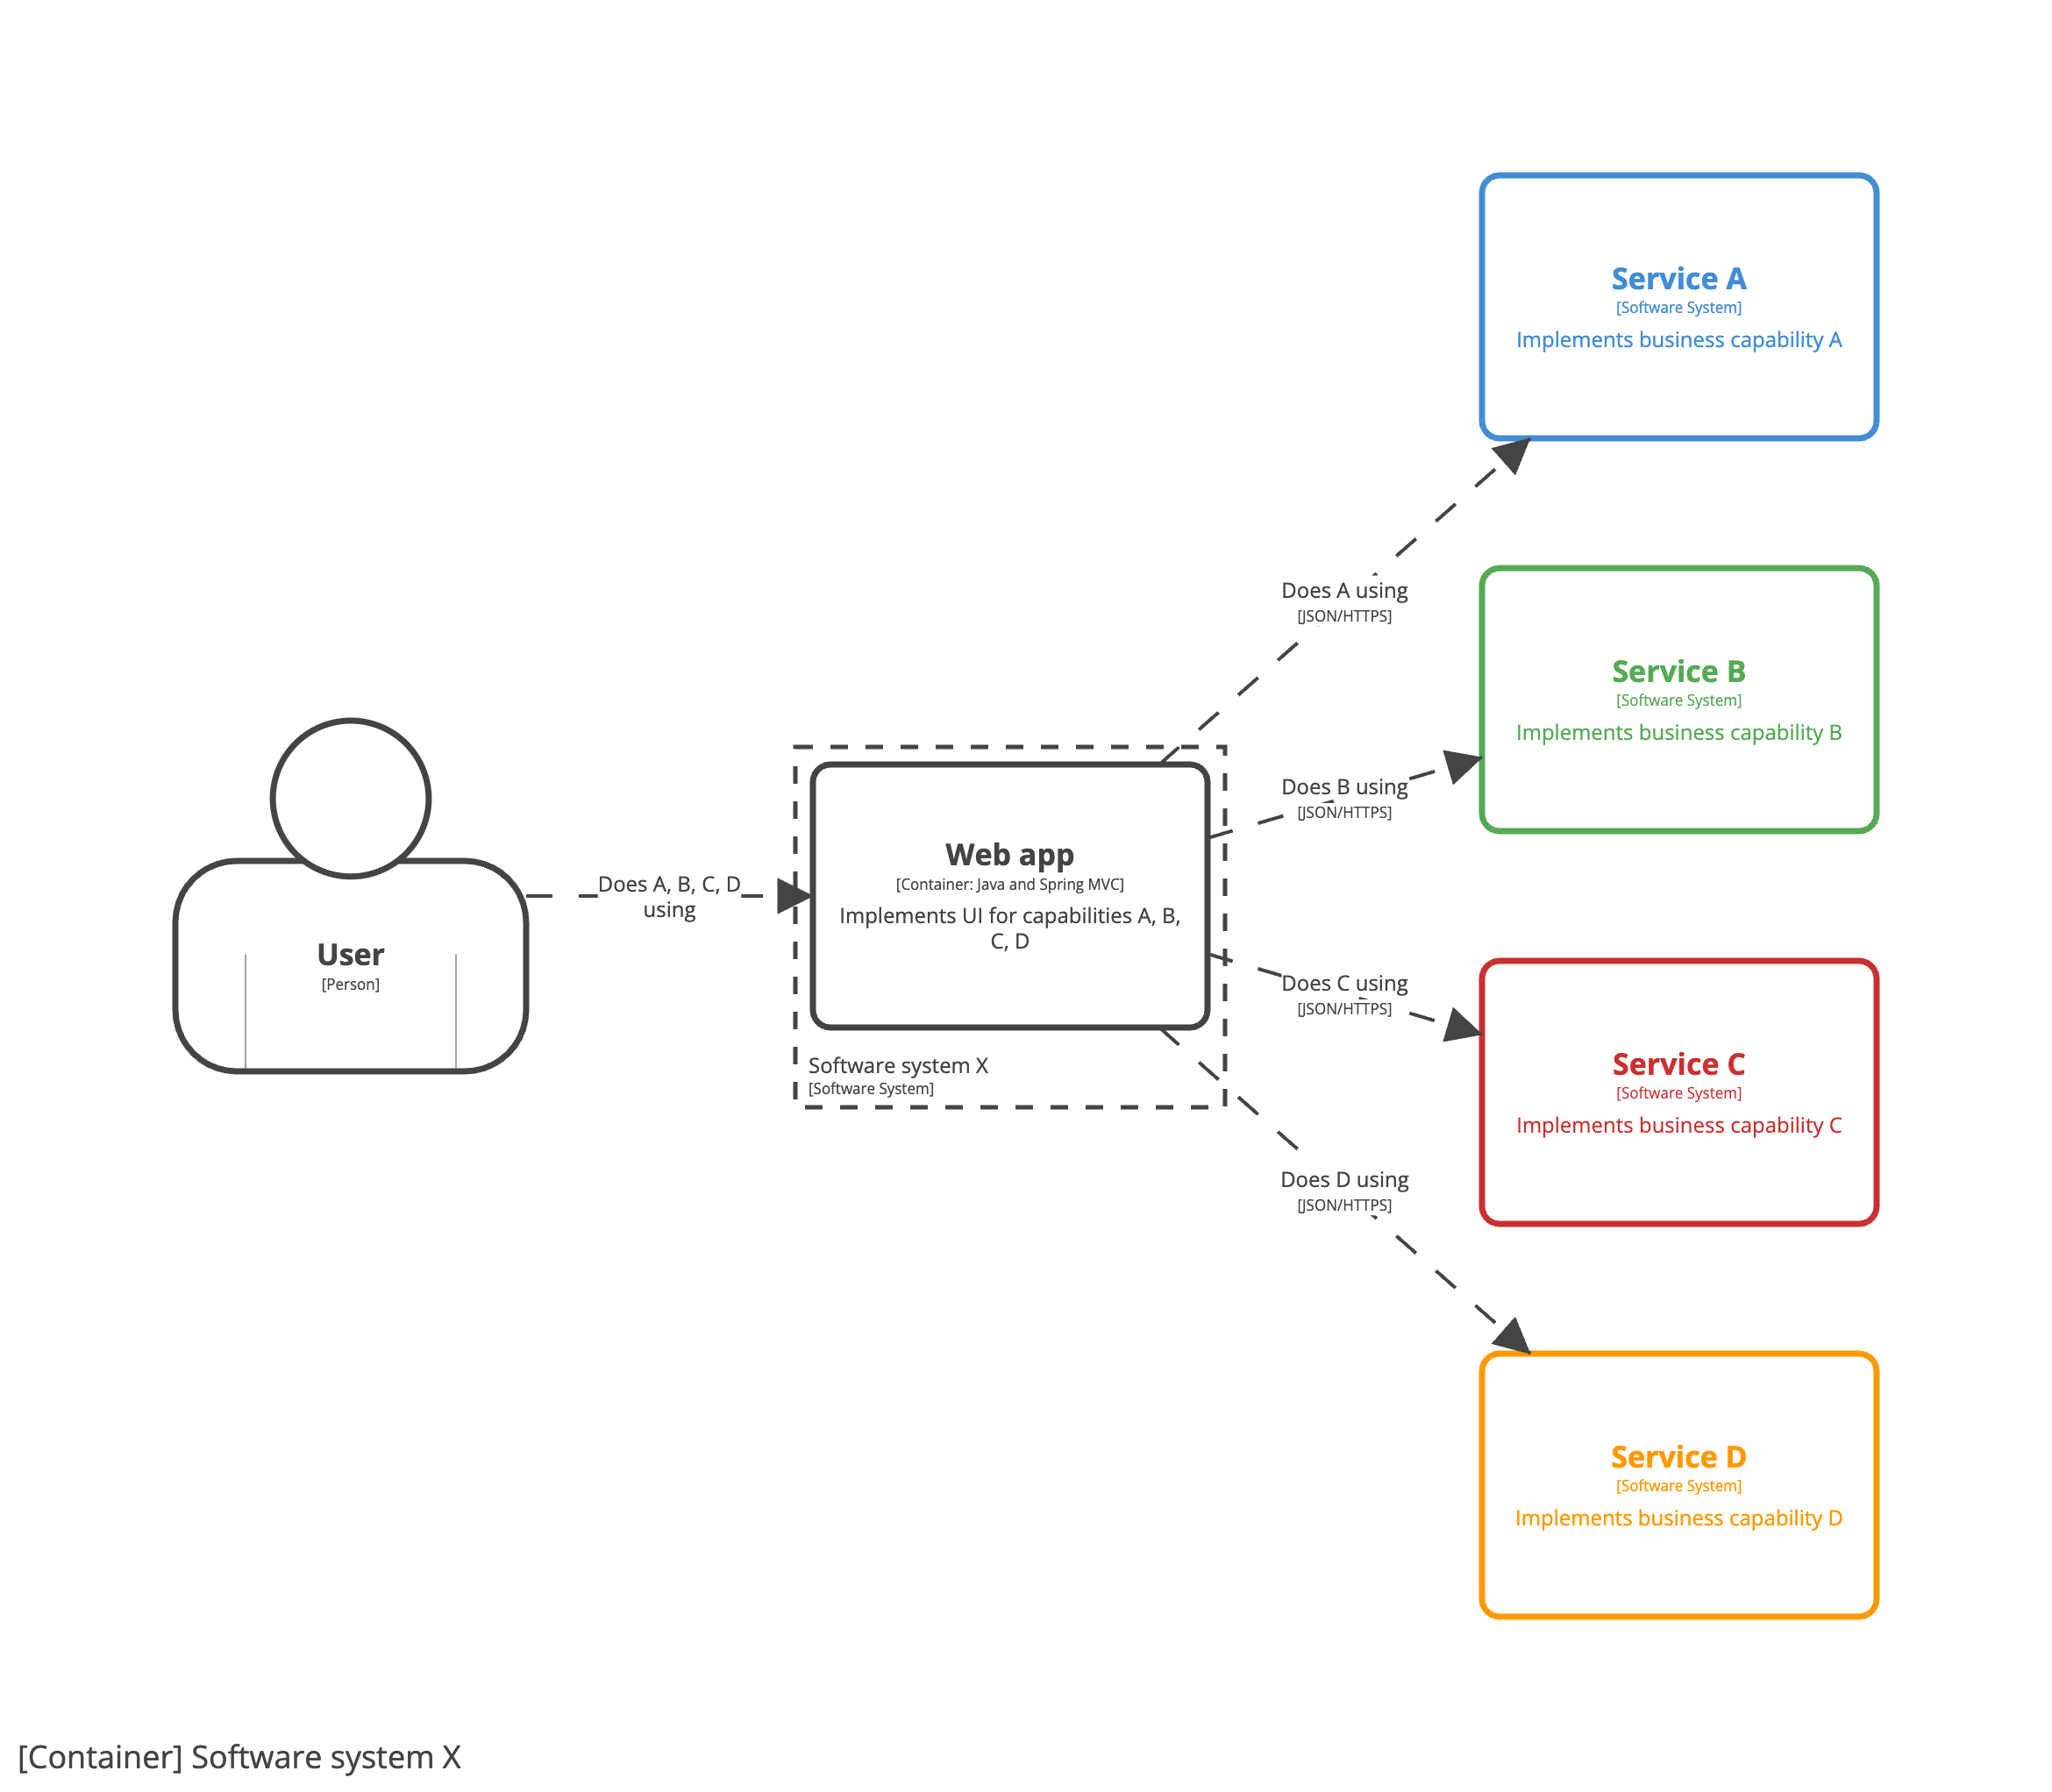 Service A
[Software System]
Implements business capability A
Does A using
[JSON/HTTPS]
Service B
[Software System]
Implements business capability B
Does B using
[JSON/HTTPS]
User
[Person]
Does A, B, C, D
using
Web app
[Container: Java and Spring MVC]
Implements UI for capabilities A, B,
C, D
Software system X
[Software System]
Does C using
[JSON/HTTPS]
Service C
[Software System]
Implements business capability C
Does D using
[JSON/HTTPS]
Service D
[Software System]
Implements business capability D
[Container] Software system X